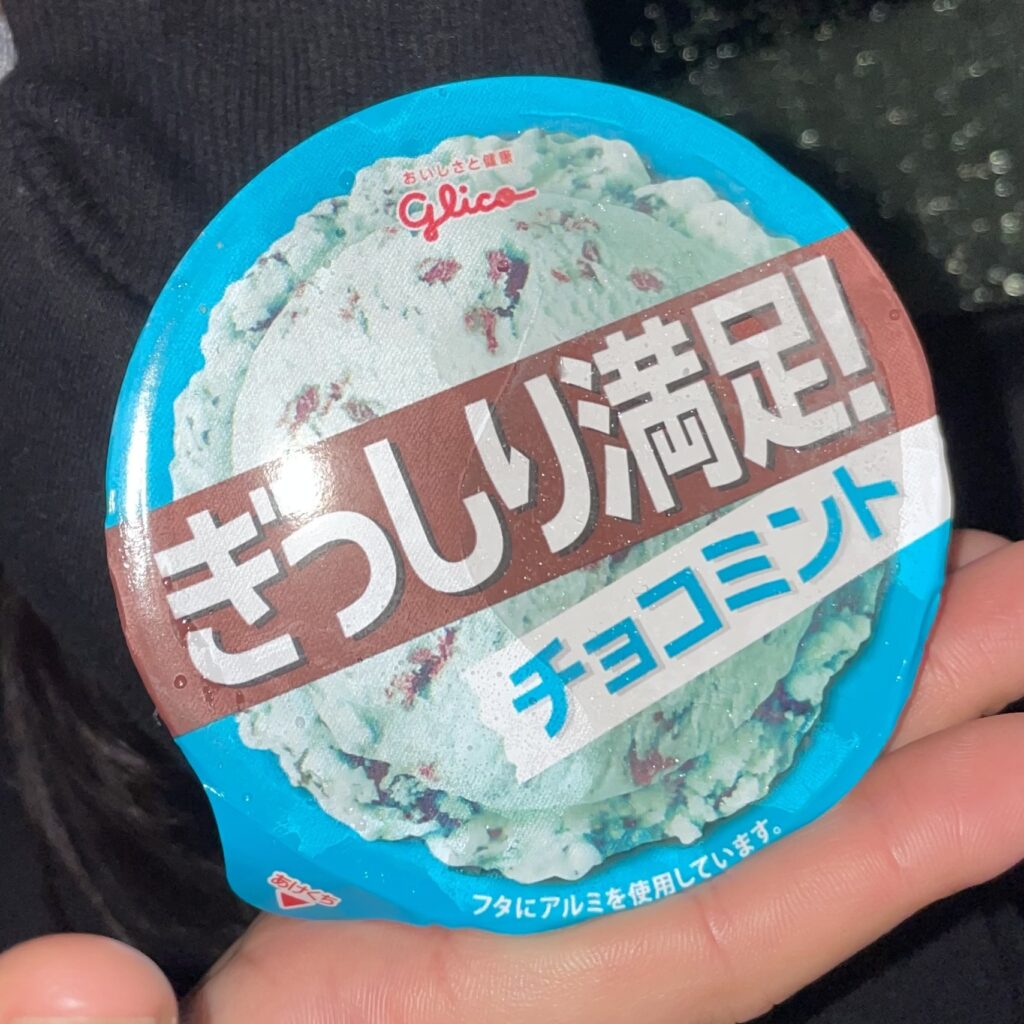 おいしさと健康
glico
ぎっしり満足!
チョコミント
あけくち
フタにアルミを使用しています。